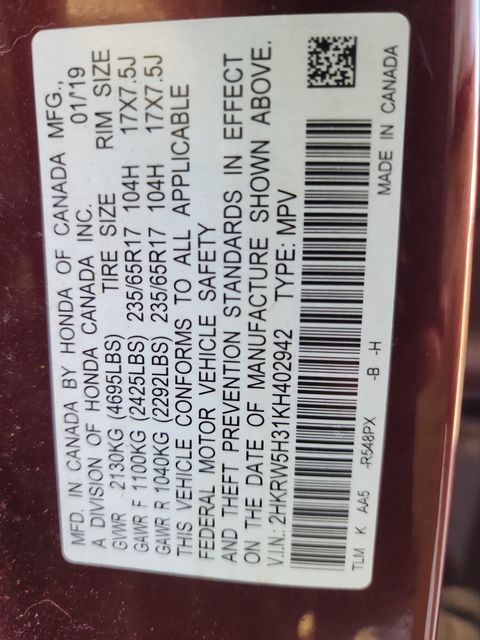 MFD. IN CANADA BY HONDA OF CANADA MFG.,
A DIVISION OF HONDA CANADA INC. 01/19
GVWR 2130KG (4695LBS) TIRE SIZE RIM SIZE
GAWR F 1100KG (2425LBS) 235/65R17 104H 17X7.5J
GAWR R 1040KG (2292LBS) 235/65R17 104H 17X7.5J
THIS VEHICLE CONFORMS TO ALL APPLICABLE
FEDERAL MOTOR VEHICLE SAFETY
AND THEFT PREVENTION STANDARDS IN EFFECT
ON THE DATE OF MANUFACTURE SHOWN ABOVE.
V.I.N.: 2HKRW5H31KH402942 TYPE: MPV
TLM K AA5 -R548PX -B -H MADE IN CANADA